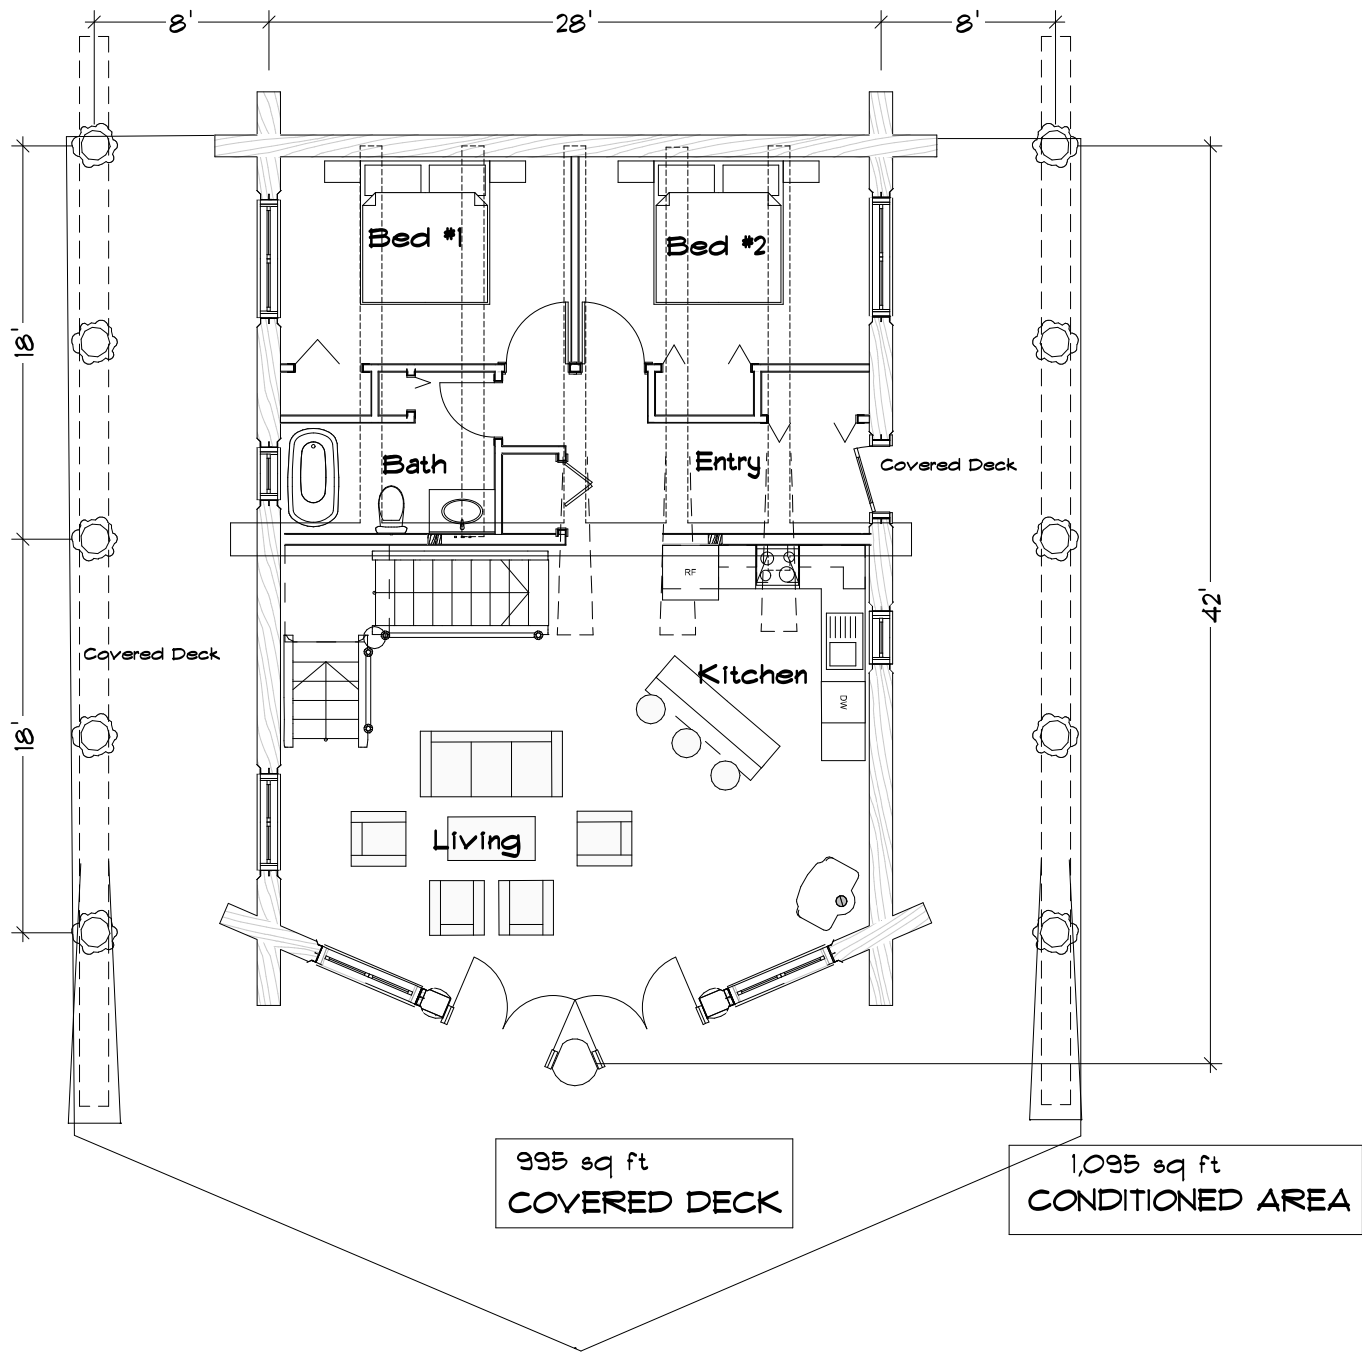 8'
28'
8'
Bed #1
Bed #2
18'
Bath
Entry
Covered Deck
RF
42'
Covered Deck
Kitchen
DW
18'
Living
995 sq ft
COVERED DECK
1,095 sq ft
CONDITIONED AREA